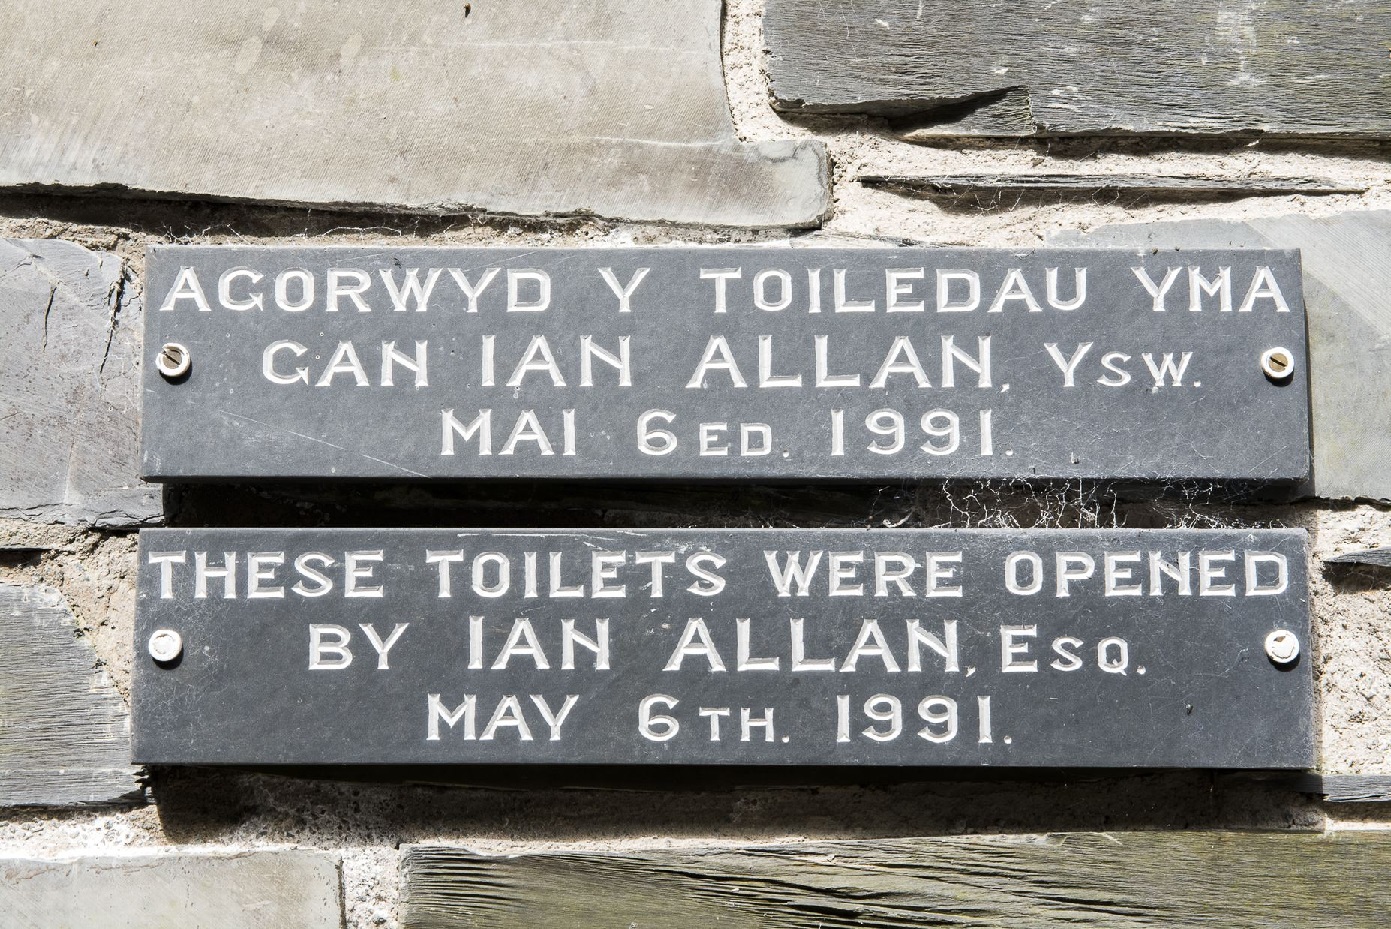 AGORWYD Y TOILEDAU YMA
GAN IAN ALLAN, YSW.
MAI 6ED. 1991.
THESE TOILETS WERE OPENED
BY IAN ALLAN, ESQ.
MAY 6TH. 1991.